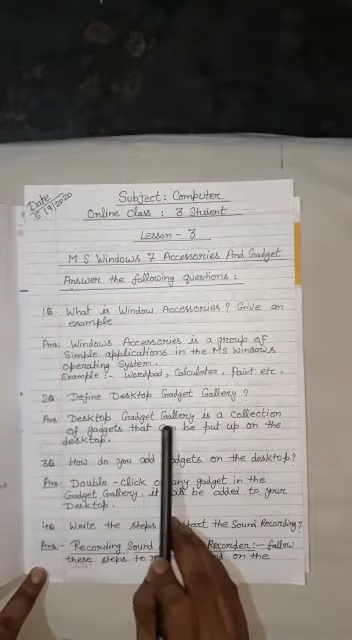 Date
5/9/2020
Subject: Computer
Online Class : 3 Student
Lesson - 3
MS Windows 7 Accessories And Gadget
Answer the following questions:
1Q. What is Window Accessories? Give an
example
Ans: Windows Accessories is a group of
Simple applications in the MS Windows
operating System.
Example :- Wordpad, Calculater, Paint etc.
2Q. Define Desktop Gadget Gallery?
Ans: Desktop Gadget Gallery is a collection
of gadgets that can be put up on the
desktop.
3Q How do you add gadgets on the desktop?
Ans: Double-click on any gadget in the
Gadget Gallery. it will be added to your
Desktop.
4Q Write the steps start the Sound Recording?
Ans:- Recording Sound Recorder:- follow
these steps to on the